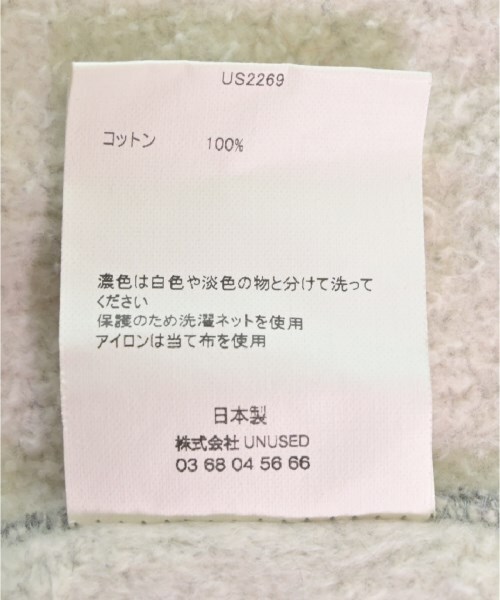 US2269
コットン 100%
濃色は白色や淡色の物と分けて洗って
ください
保護のため洗濯ネットを使用
アイロンは当て布を使用
日本製
株式会社 UNUSED
03 68 04 56 66